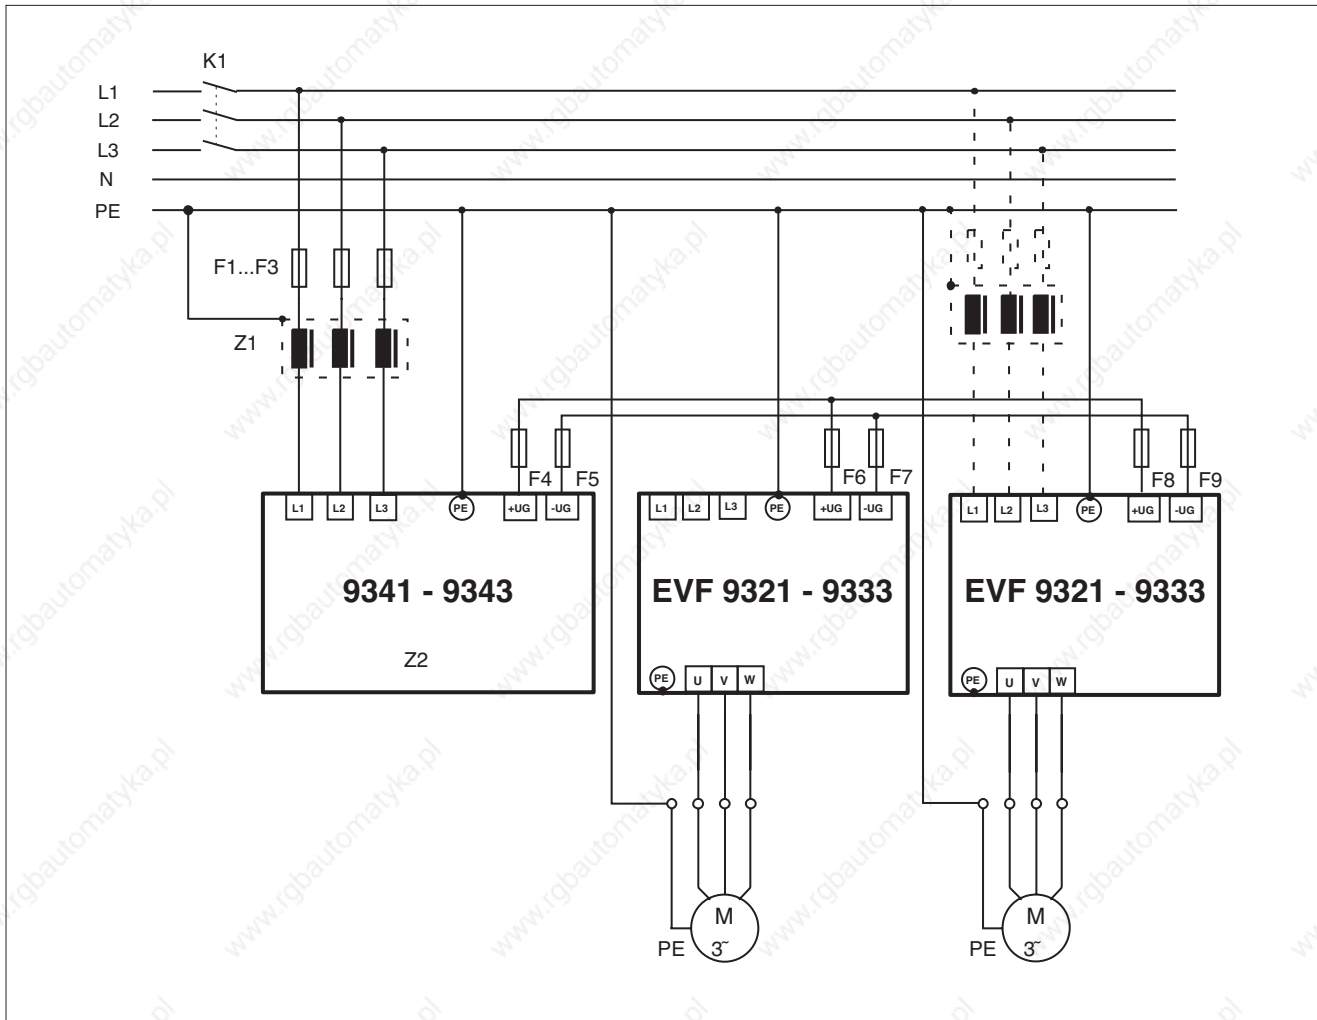 K1
L1
L2
L3
N
PE
F1...F3
Z1
F4 F5 F6 F7 F8 F9
L1 L2 L3 PE +UG -UG
L1 L2 L3 PE +UG -UG
L1 L2 L3 PE +UG -UG
9341 - 9343
EVF 9321 - 9333
EVF 9321 - 9333
Z2
PE U V W
PE U V W
M
3~
PE
M
3~
PE
www.rgbautomatyka.pl